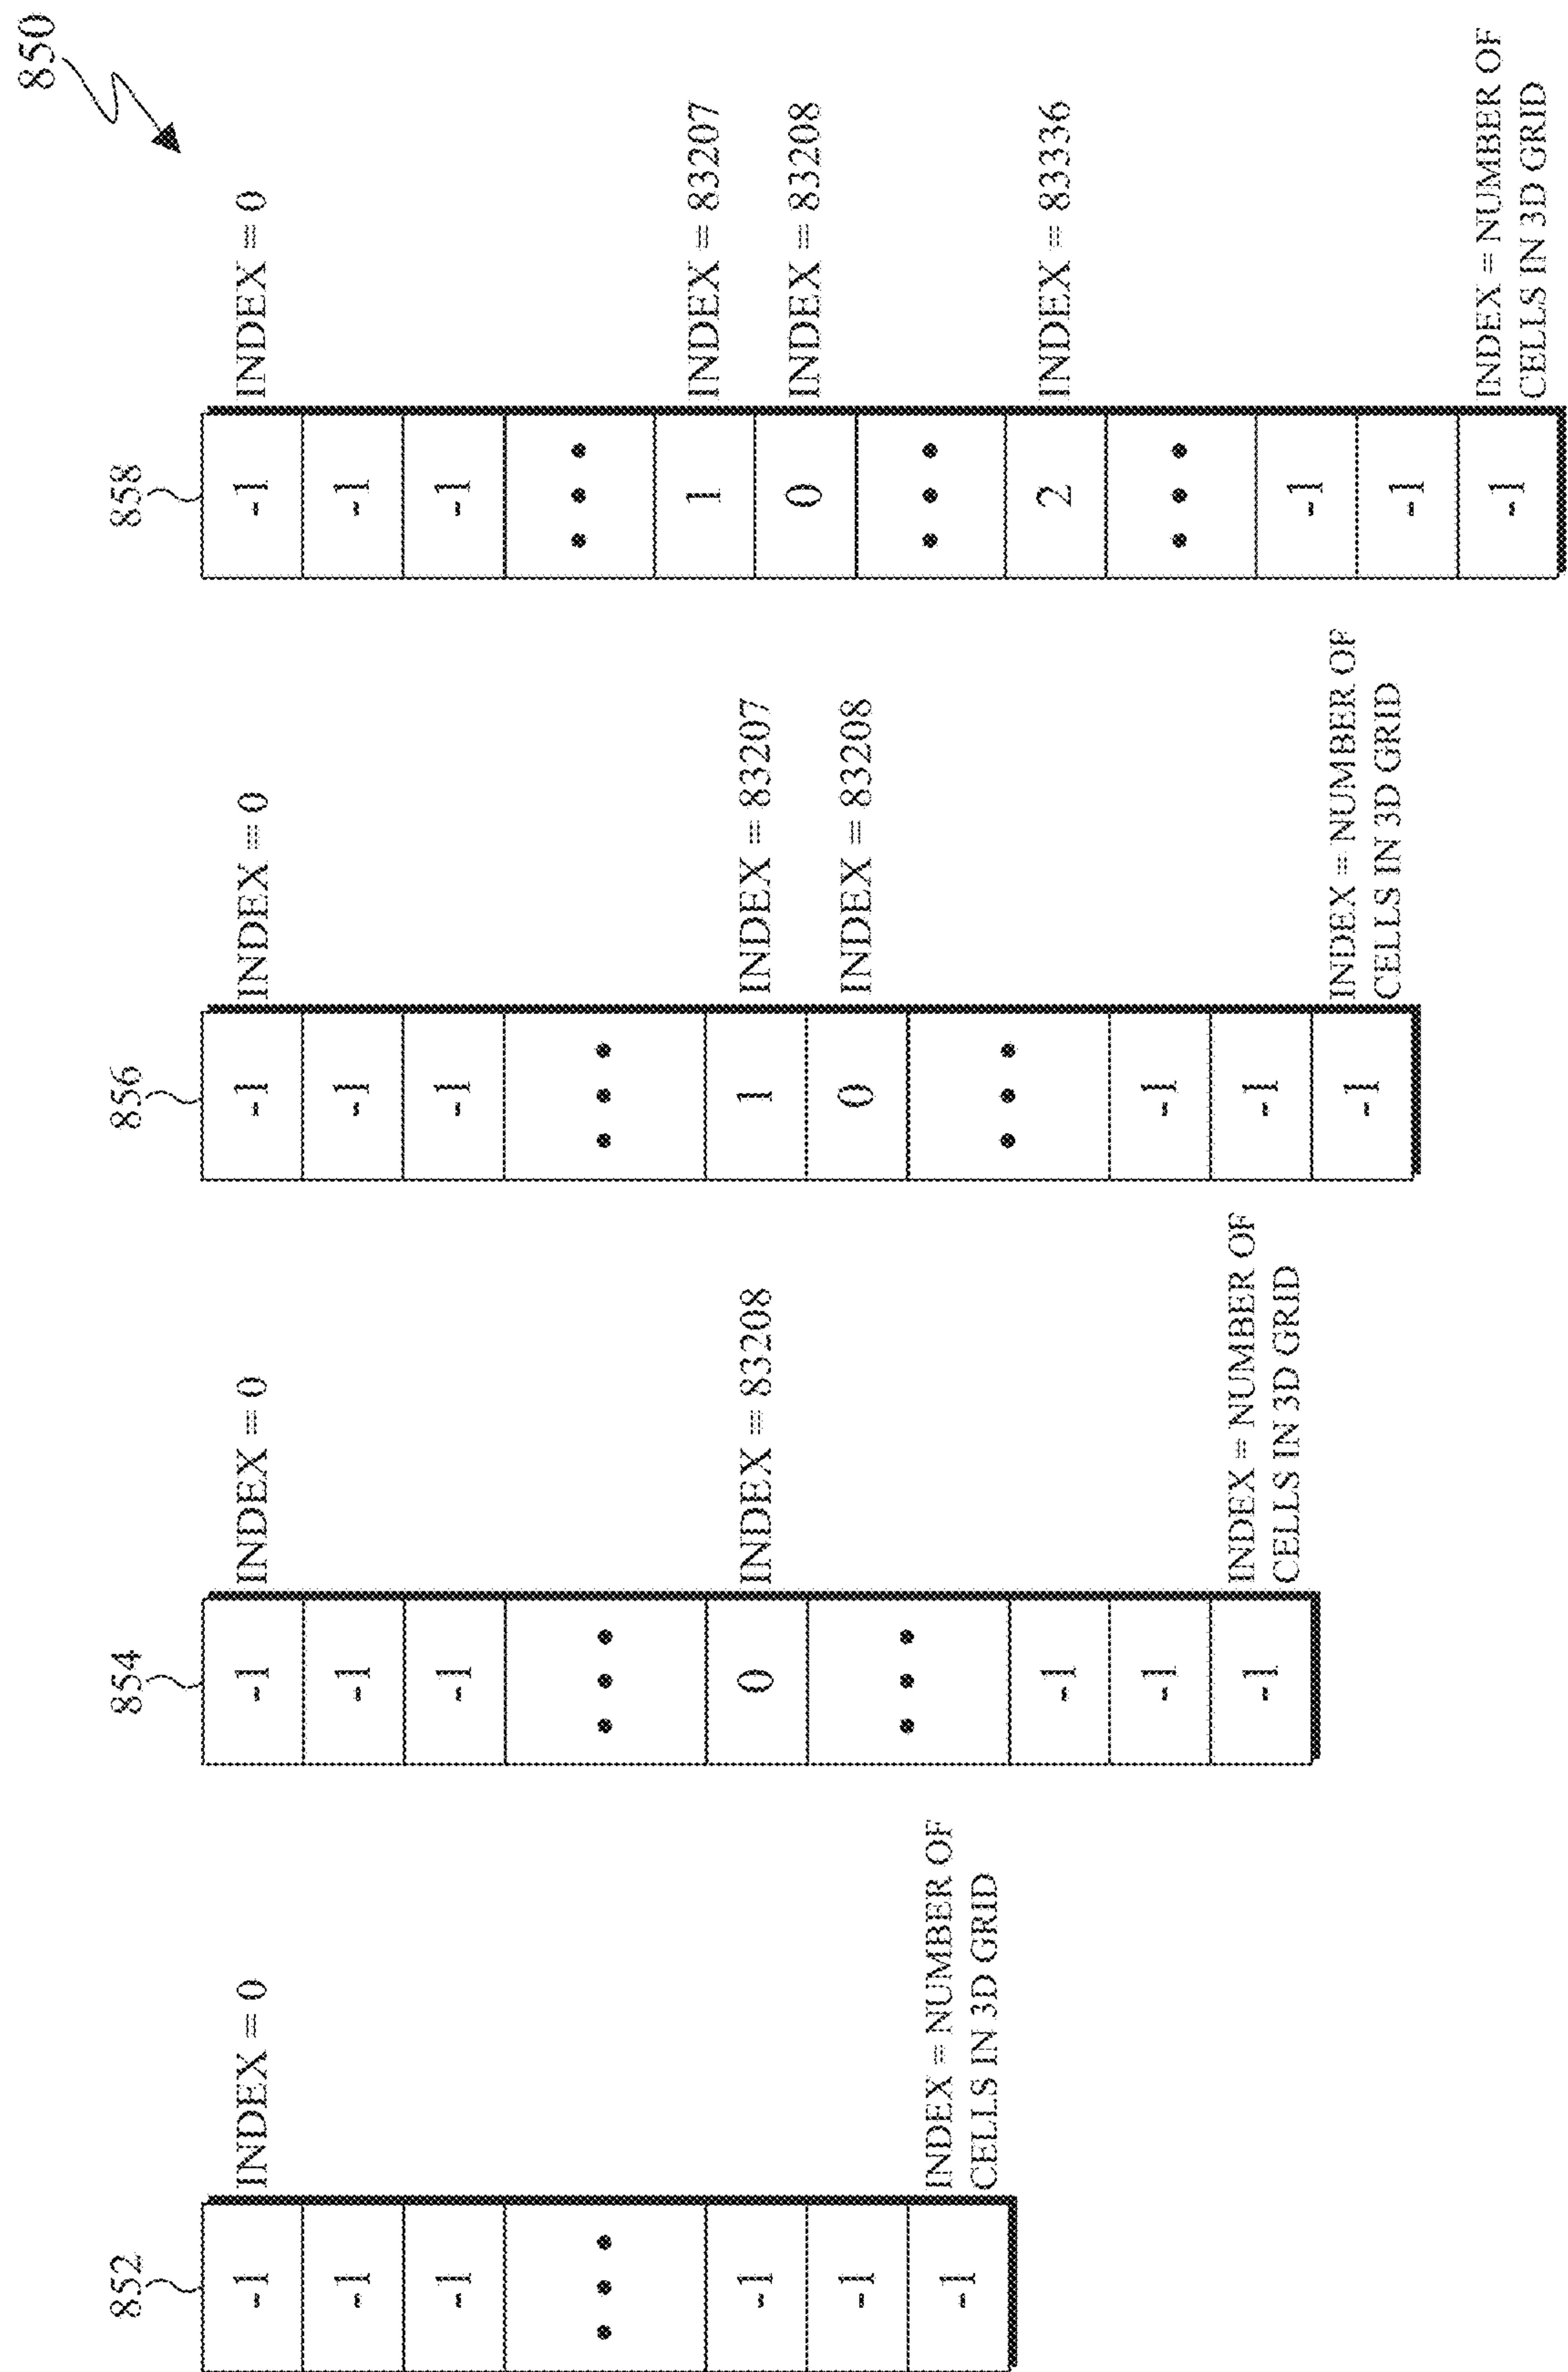 850
852
-1
INDEX = 0
-1
-1
-1
-1
-1
INDEX = NUMBER OF
CELLS IN 3D GRID
854
-1
INDEX = 0
-1
-1
0
INDEX = 83208
-1
-1
-1
INDEX = NUMBER OF
CELLS IN 3D GRID
856
-1
INDEX = 0
-1
-1
1
INDEX = 83207
0
INDEX = 83208
-1
-1
-1
INDEX = NUMBER OF
CELLS IN 3D GRID
858
-1
INDEX = 0
-1
-1
1
INDEX = 83207
0
INDEX = 83208
2
INDEX = 83336
-1
-1
-1
INDEX = NUMBER OF
CELLS IN 3D GRID